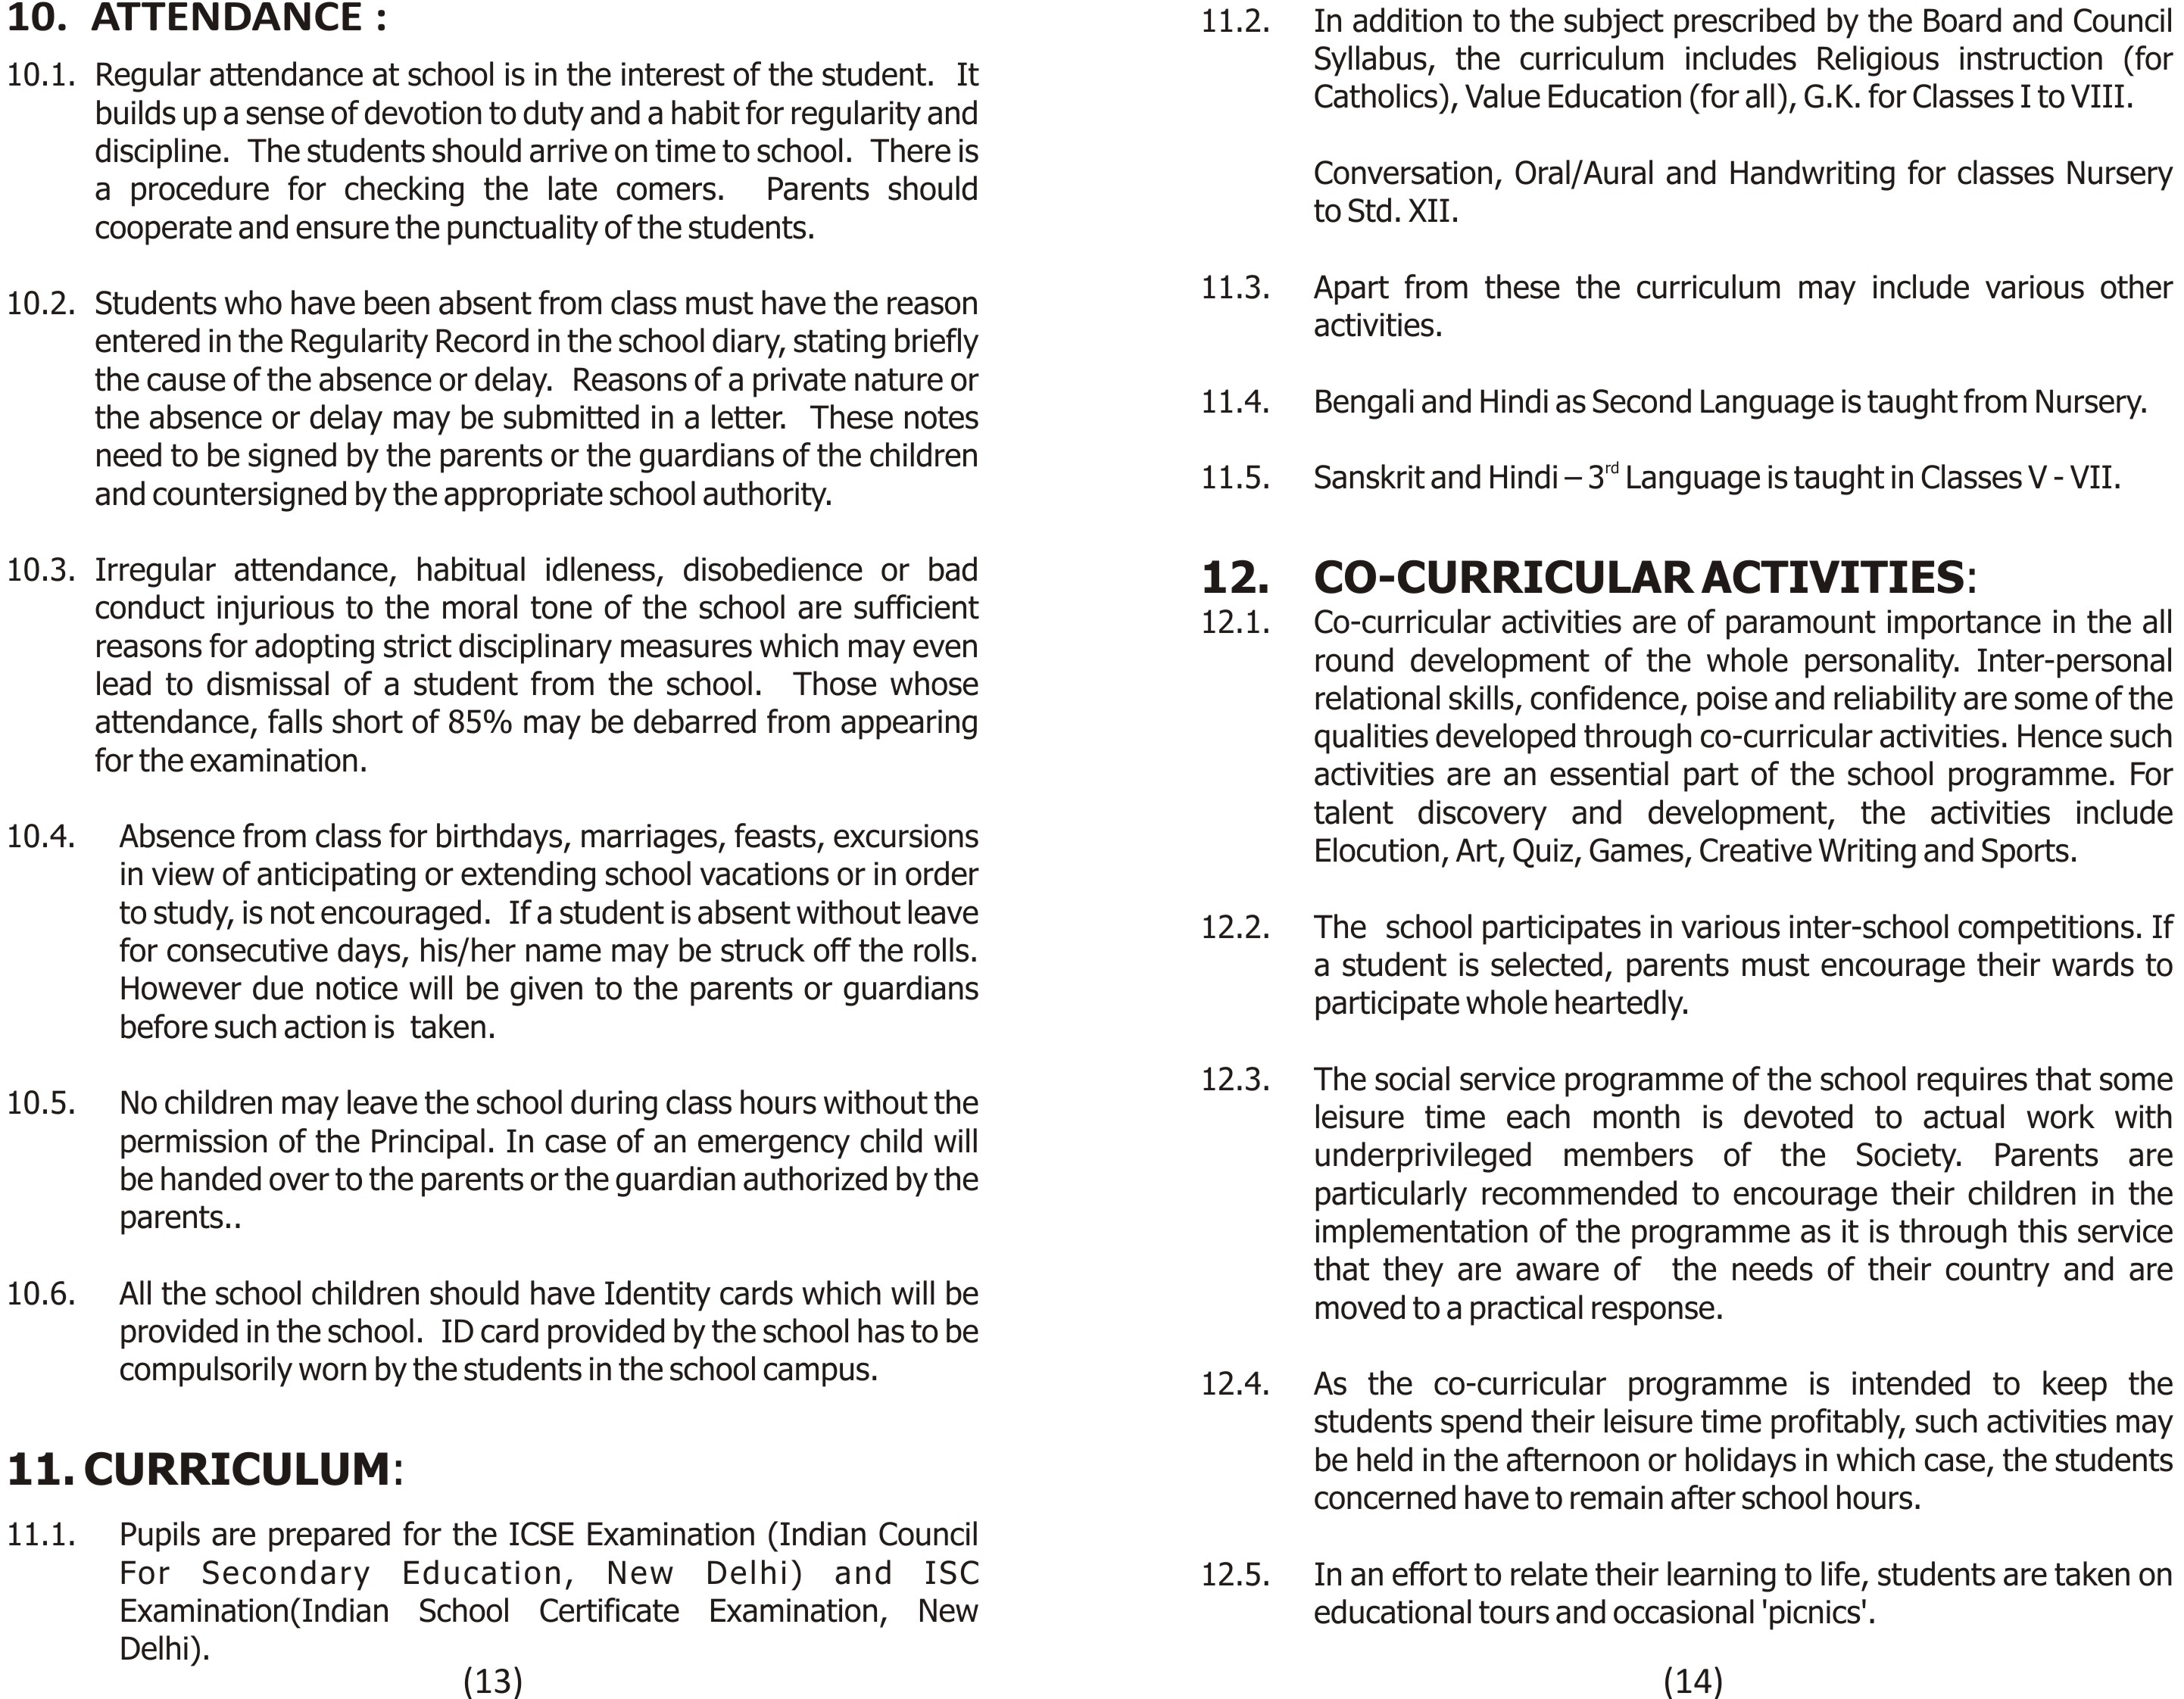 10. ATTENDANCE :
10.1. Regular attendance at school is in the interest of the student. It
builds up a sense of devotion to duty and a habit for regularity and
discipline. The students should arrive on time to school. There is
a procedure for checking the late comers. Parents should
cooperate and ensure the punctuality of the students.
10.2. Students who have been absent from class must have the reason
entered in the Regularity Record in the school diary, stating briefly
the cause of the absence or delay. Reasons of a private nature or
the absence or delay may be submitted in a letter. These notes
need to be signed by the parents or the guardians of the children
and countersigned by the appropriate school authority.
10.3. Irregular attendance, habitual idleness, disobedience or bad
conduct injurious to the moral tone of the school are sufficient
reasons for adopting strict disciplinary measures which may even
lead to dismissal of a student from the school. Those whose
attendance, falls short of 85% may be debarred from appearing
for the examination.
10.4. Absence from class for birthdays, marriages, feasts, excursions
in view of anticipating or extending school vacations or in order
to study, is not encouraged. If a student is absent without leave
for consecutive days, his/her name may be struck off the rolls.
However due notice will be given to the parents or guardians
before such action is taken.
10.5. No children may leave the school during class hours without the
permission of the Principal. In case of an emergency child will
be handed over to the parents or the guardian authorized by the
parents..
10.6. All the school children should have Identity cards which will be
provided in the school. ID card provided by the school has to be
compulsorily worn by the students in the school campus.
11. CURRICULUM:
11.1. Pupils are prepared for the ICSE Examination (Indian Council
For Secondary Education, New Delhi) and ISC
Examination(Indian School Certificate Examination, New
Delhi).
(13)
11.2. In addition to the subject prescribed by the Board and Council
Syllabus, the curriculum includes Religious instruction (for
Catholics), Value Education (for all), G.K. for Classes I to VIII.
Conversation, Oral/Aural and Handwriting for classes Nursery
to Std. XII.
11.3. Apart from these the curriculum may include various other
activities.
11.4. Bengali and Hindi as Second Language is taught from Nursery.
11.5. Sanskrit and Hindi – 3rd Language is taught in Classes V - VII.
12. CO-CURRICULAR ACTIVITIES:
12.1. Co-curricular activities are of paramount importance in the all
round development of the whole personality. Inter-personal
relational skills, confidence, poise and reliability are some of the
qualities developed through co-curricular activities. Hence such
activities are an essential part of the school programme. For
talent discovery and development, the activities include
Elocution, Art, Quiz, Games, Creative Writing and Sports.
12.2. The school participates in various inter-school competitions. If
a student is selected, parents must encourage their wards to
participate whole heartedly.
12.3. The social service programme of the school requires that some
leisure time each month is devoted to actual work with
underprivileged members of the Society. Parents are
particularly recommended to encourage their children in the
implementation of the programme as it is through this service
that they are aware of the needs of their country and are
moved to a practical response.
12.4. As the co-curricular programme is intended to keep the
students spend their leisure time profitably, such activities may
be held in the afternoon or holidays in which case, the students
concerned have to remain after school hours.
12.5. In an effort to relate their learning to life, students are taken on
educational tours and occasional 'picnics'.
(14)